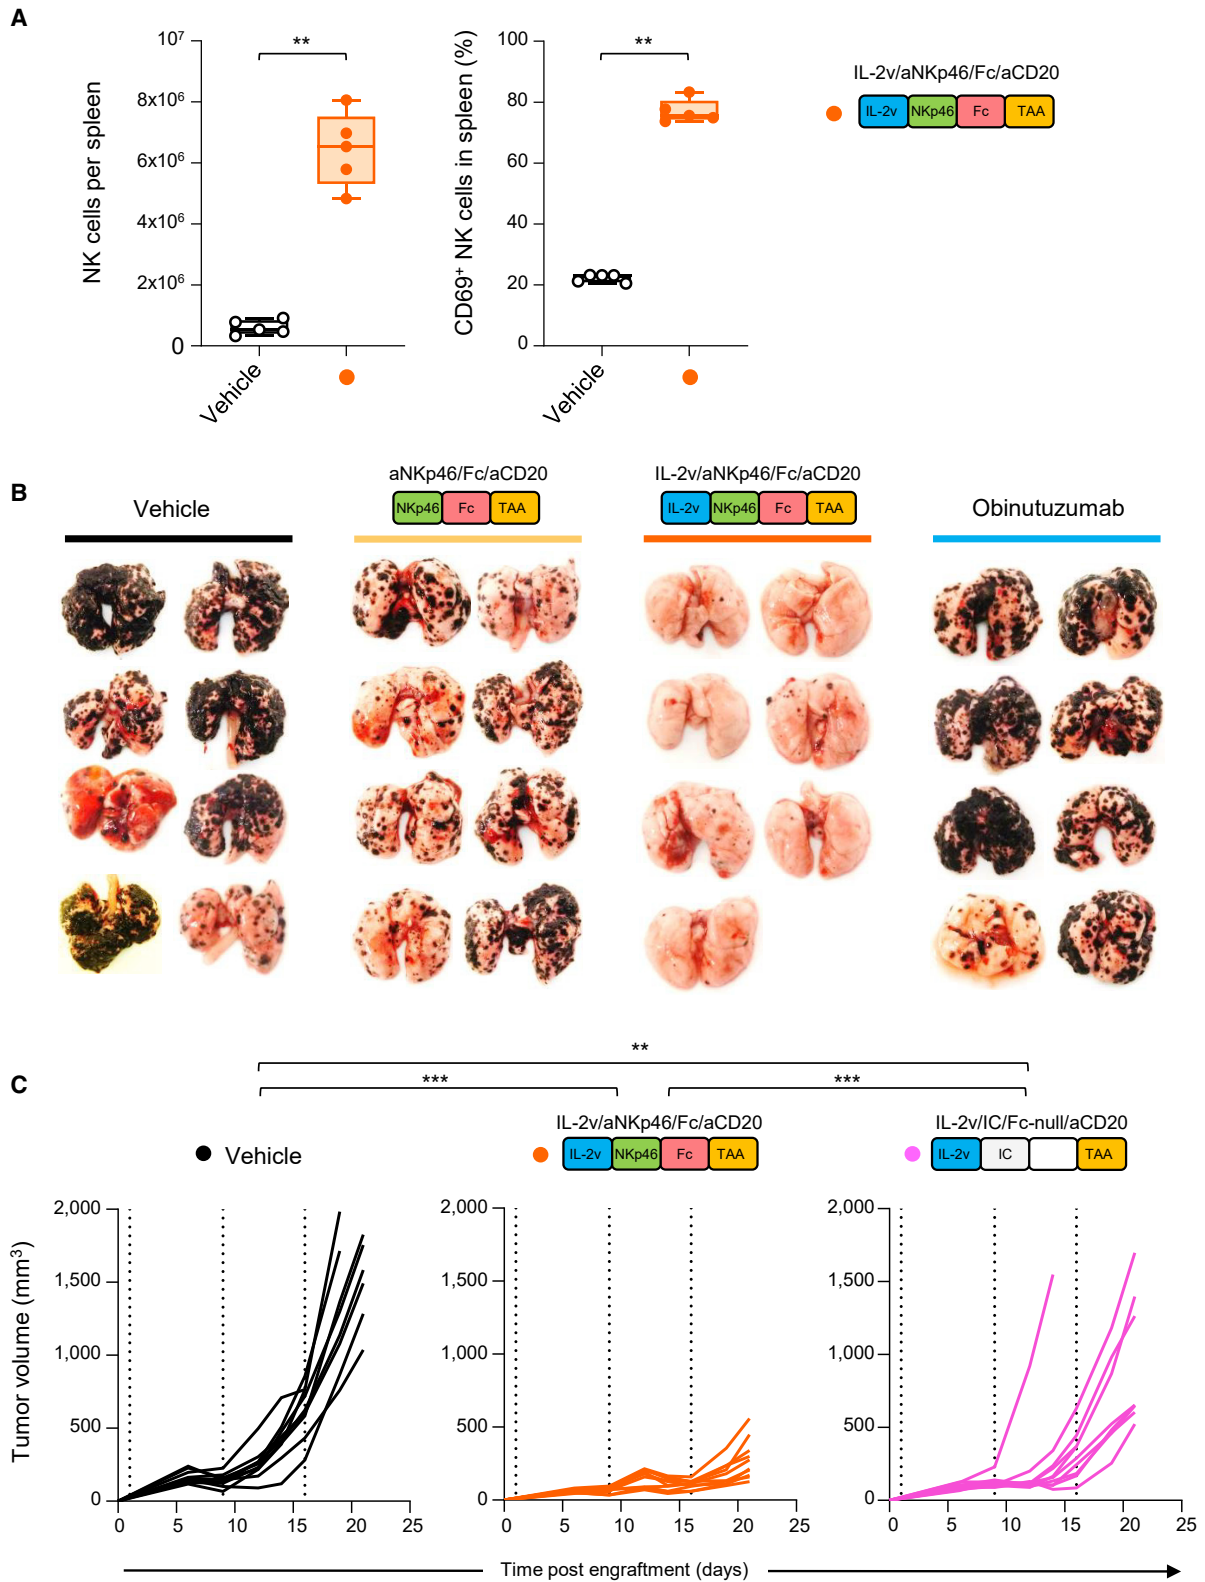 A
NK cells per spleen
10⁷
8x10⁶
6x10⁶
4x10⁶
2x10⁶
0
**
Vehicle
CD69⁺ NK cells in spleen (%)
100
80
60
40
20
0
**
Vehicle
IL-2v/aNKp46/Fc/aCD20
IL-2v NKp46 Fc TAA
B
Vehicle
aNKp46/Fc/aCD20
NKp46 Fc TAA
IL-2v/aNKp46/Fc/aCD20
IL-2v NKp46 Fc TAA
Obinutuzumab
C
**
***
***
Vehicle
IL-2v/aNKp46/Fc/aCD20
IL-2v NKp46 Fc TAA
IL-2v/IC/Fc-null/aCD20
IL-2v IC TAA
Tumor volume (mm³)
2,000
1,500
1,000
500
0
0 5 10 15 20 25
2,000
1,500
1,000
500
0
0 5 10 15 20 25
2,000
1,500
1,000
500
0
0 5 10 15 20 25
Time post engraftment (days)